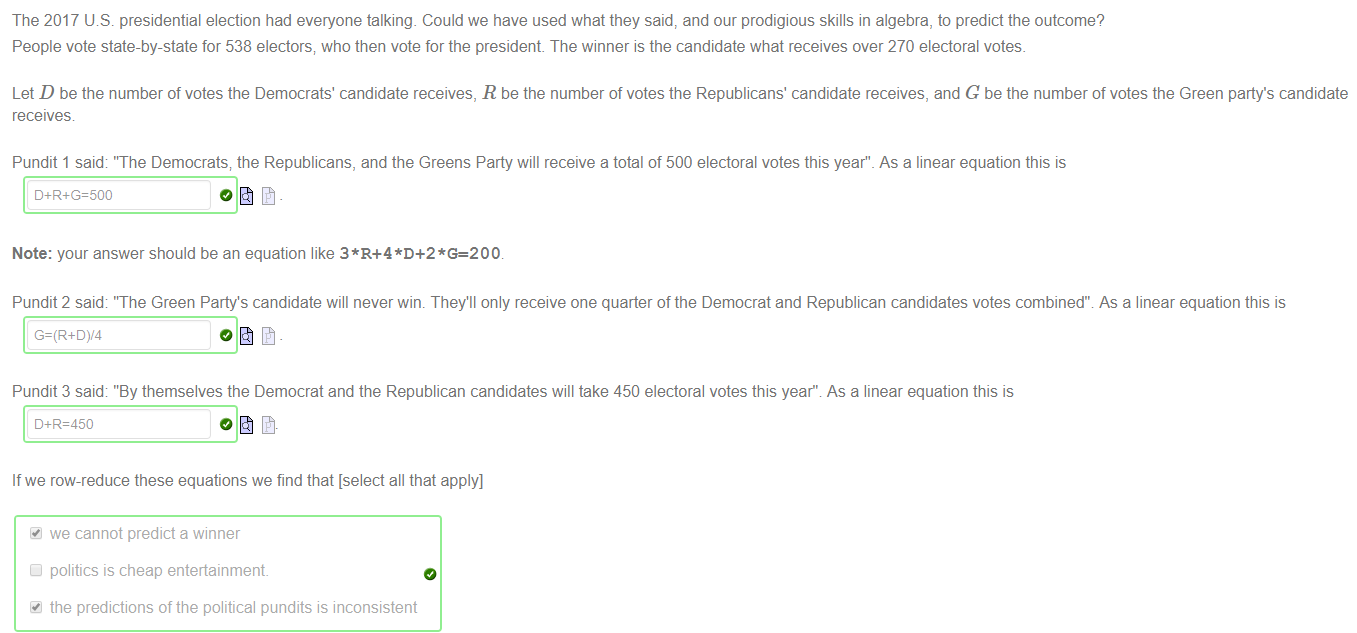 The 2017 U.S. presidential election had everyone talking. Could we have used what they said, and our prodigious skills in algebra, to predict the outcome?
People vote state-by-state for 538 electors, who then vote for the president. The winner is the candidate what receives over 270 electoral votes.
Let D be the number of votes the Democrats' candidate receives, R be the number of votes the Republicans' candidate receives, and G be the number of votes the Green party's candidate
receives.
Pundit 1 said: "The Democrats, the Republicans, and the Greens Party will receive a total of 500 electoral votes this year". As a linear equation this is
D+R+G=500 .
Note: your answer should be an equation like 3*R+4*D+2*G=200.
Pundit 2 said: "The Green Party's candidate will never win. They'll only receive one quarter of the Democrat and Republican candidates votes combined". As a linear equation this is
G=(R+D)/4 .
Pundit 3 said: "By themselves the Democrat and the Republican candidates will take 450 electoral votes this year". As a linear equation this is
D+R=450 .
If we row-reduce these equations we find that [select all that apply]
we cannot predict a winner
politics is cheap entertainment.
the predictions of the political pundits is inconsistent